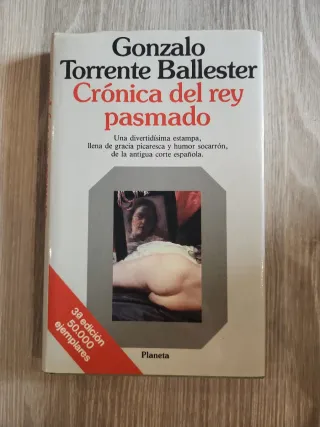 Gonzalo
Torrente Ballester
Crónica del rey
pasmado
Una divertidísima estampa,
llena de gracia picaresca y humor socarrón,
de la antigua corte española.
3ª edición
50.000
ejemplares
Planeta